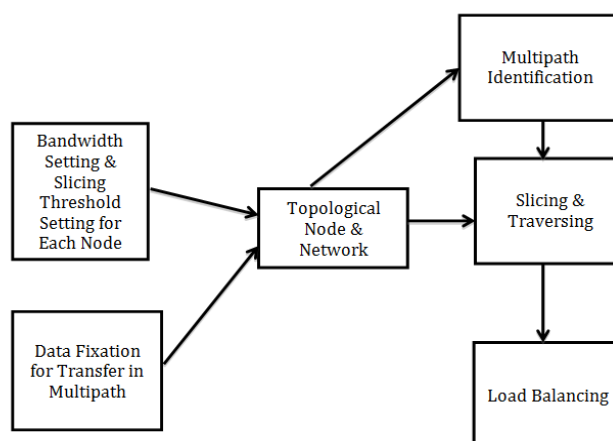 Multipath
Identification
Bandwidth
Setting &
Slicing
Threshold
Setting for
Each Node
Topological
Node &
Network
Slicing &
Traversing
Data Fixation
for Transfer in
Multipath
Load Balancing